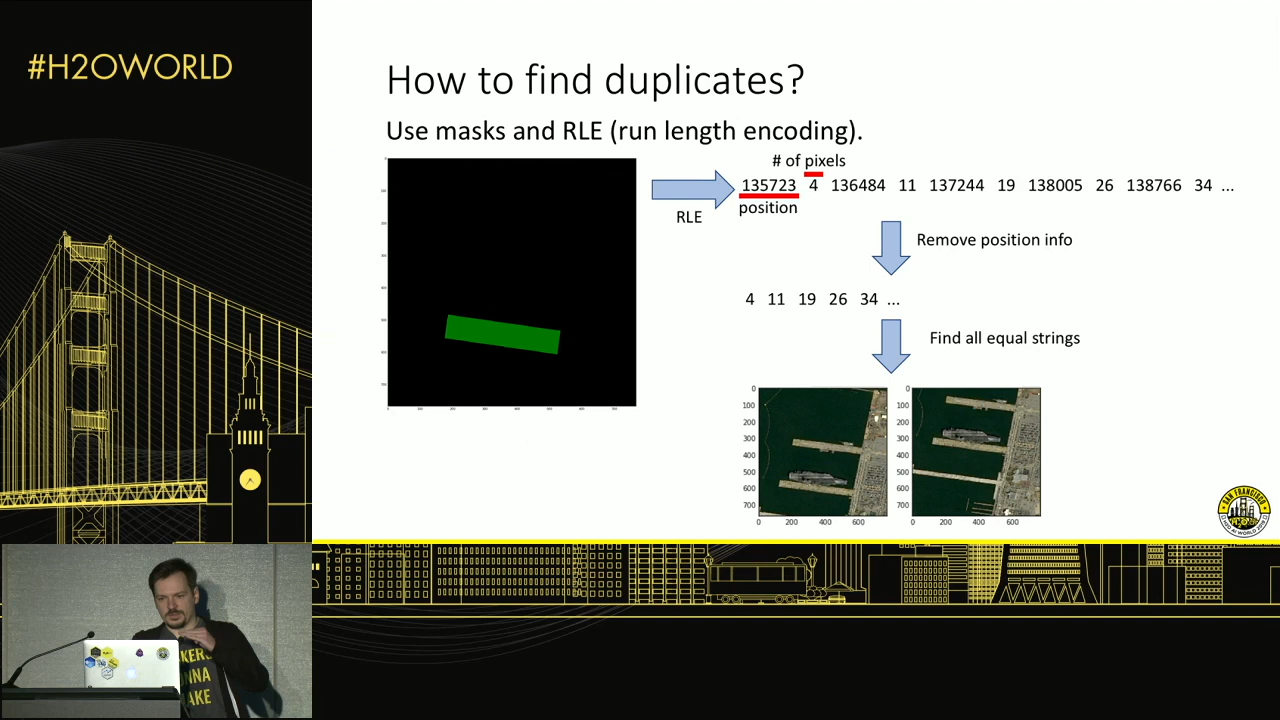 #H2OWORLD
How to find duplicates?
Use masks and RLE (run length encoding).
# of pixels
135723 4 136484 11 137244 19 138005 26 138766 34 ...
RLE
position
Remove position info
4 11 19 26 34 ...
Find all equal strings
0
100
200
300
400
500
600
700
0 200 400 600
0
100
200
300
400
500
600
700
0 200 400 600
SAN FRANCISCO